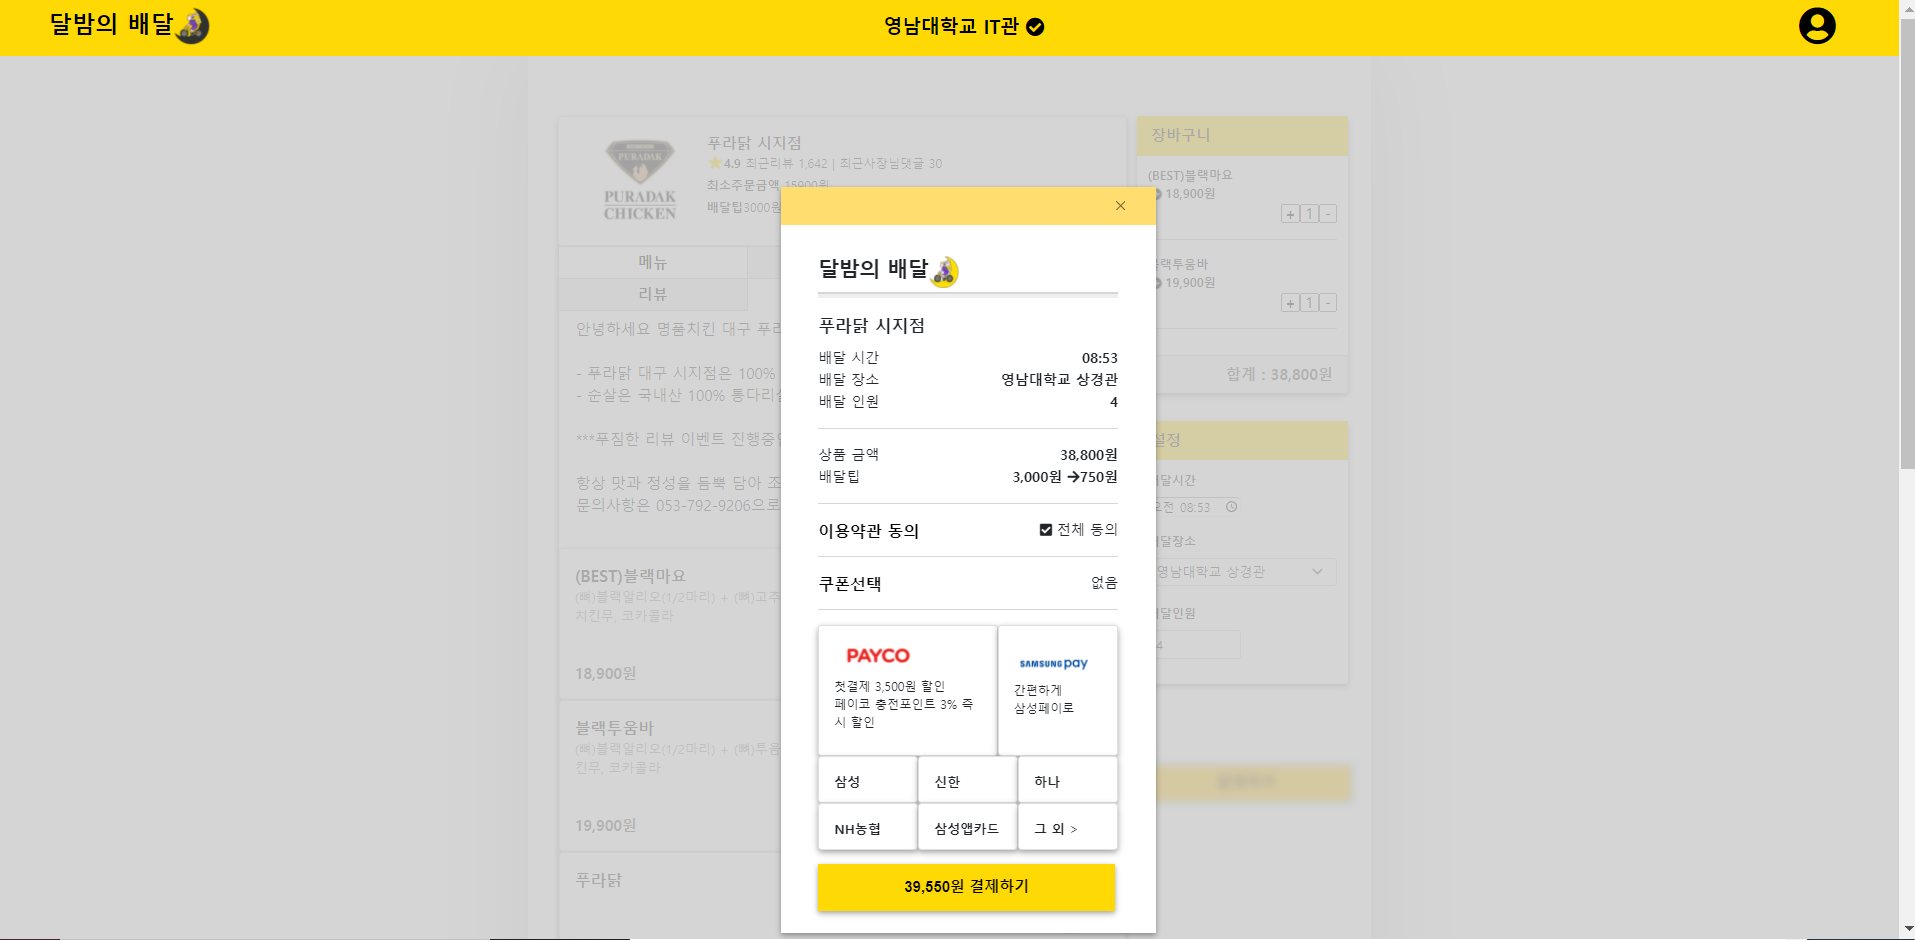 달밤의 배달
영남대학교 IT관
PURADAK
PURADAK
CHICKEN
푸라닭 시지점
4.9 최근리뷰 1,642 | 최근사장님댓글 30
최소주문금액 15900원
배달팁3000원
메뉴
리뷰
안녕하세요 명품치킨 대구 푸라
- 푸라닭 대구 시지점은 100%
- 순살은 국내산 100% 통다리살
***푸짐한 리뷰 이벤트 진행중입
항상 맛과 정성을 듬뿍 담아 조
문의사항은 053-792-9206으로
(BEST)블랙마요
(뼈)블랙알리오(1/2마리) + (뼈)고추
치킨무, 코카콜라
18,900원
블랙투움바
(뼈)블랙알리오(1/2마리) + (뼈)투움
킨무, 코카콜라
19,900원
푸라닭
달밤의 배달
푸라닭 시지점
배달 시간 08:53
배달 장소 영남대학교 상경관
배달 인원 4
상품 금액 38,800원
배달팁 3,000원 →750원
이용약관 동의 전체 동의
쿠폰선택 없음
PAYCO
첫결제 3,500원 할인
페이코 충전포인트 3% 즉
시 할인
SAMSUNG pay
간편하게
삼성페이로
삼성 신한 하나
NH농협 삼성앱카드 그 외 >
39,550원 결제하기
장바구니
(BEST)블랙마요
18,900원
+ 1 -
블랙투움바
19,900원
+ 1 -
합계 : 38,800원
설정
배달시간
오전 08:53
배달장소
영남대학교 상경관
배달인원
4